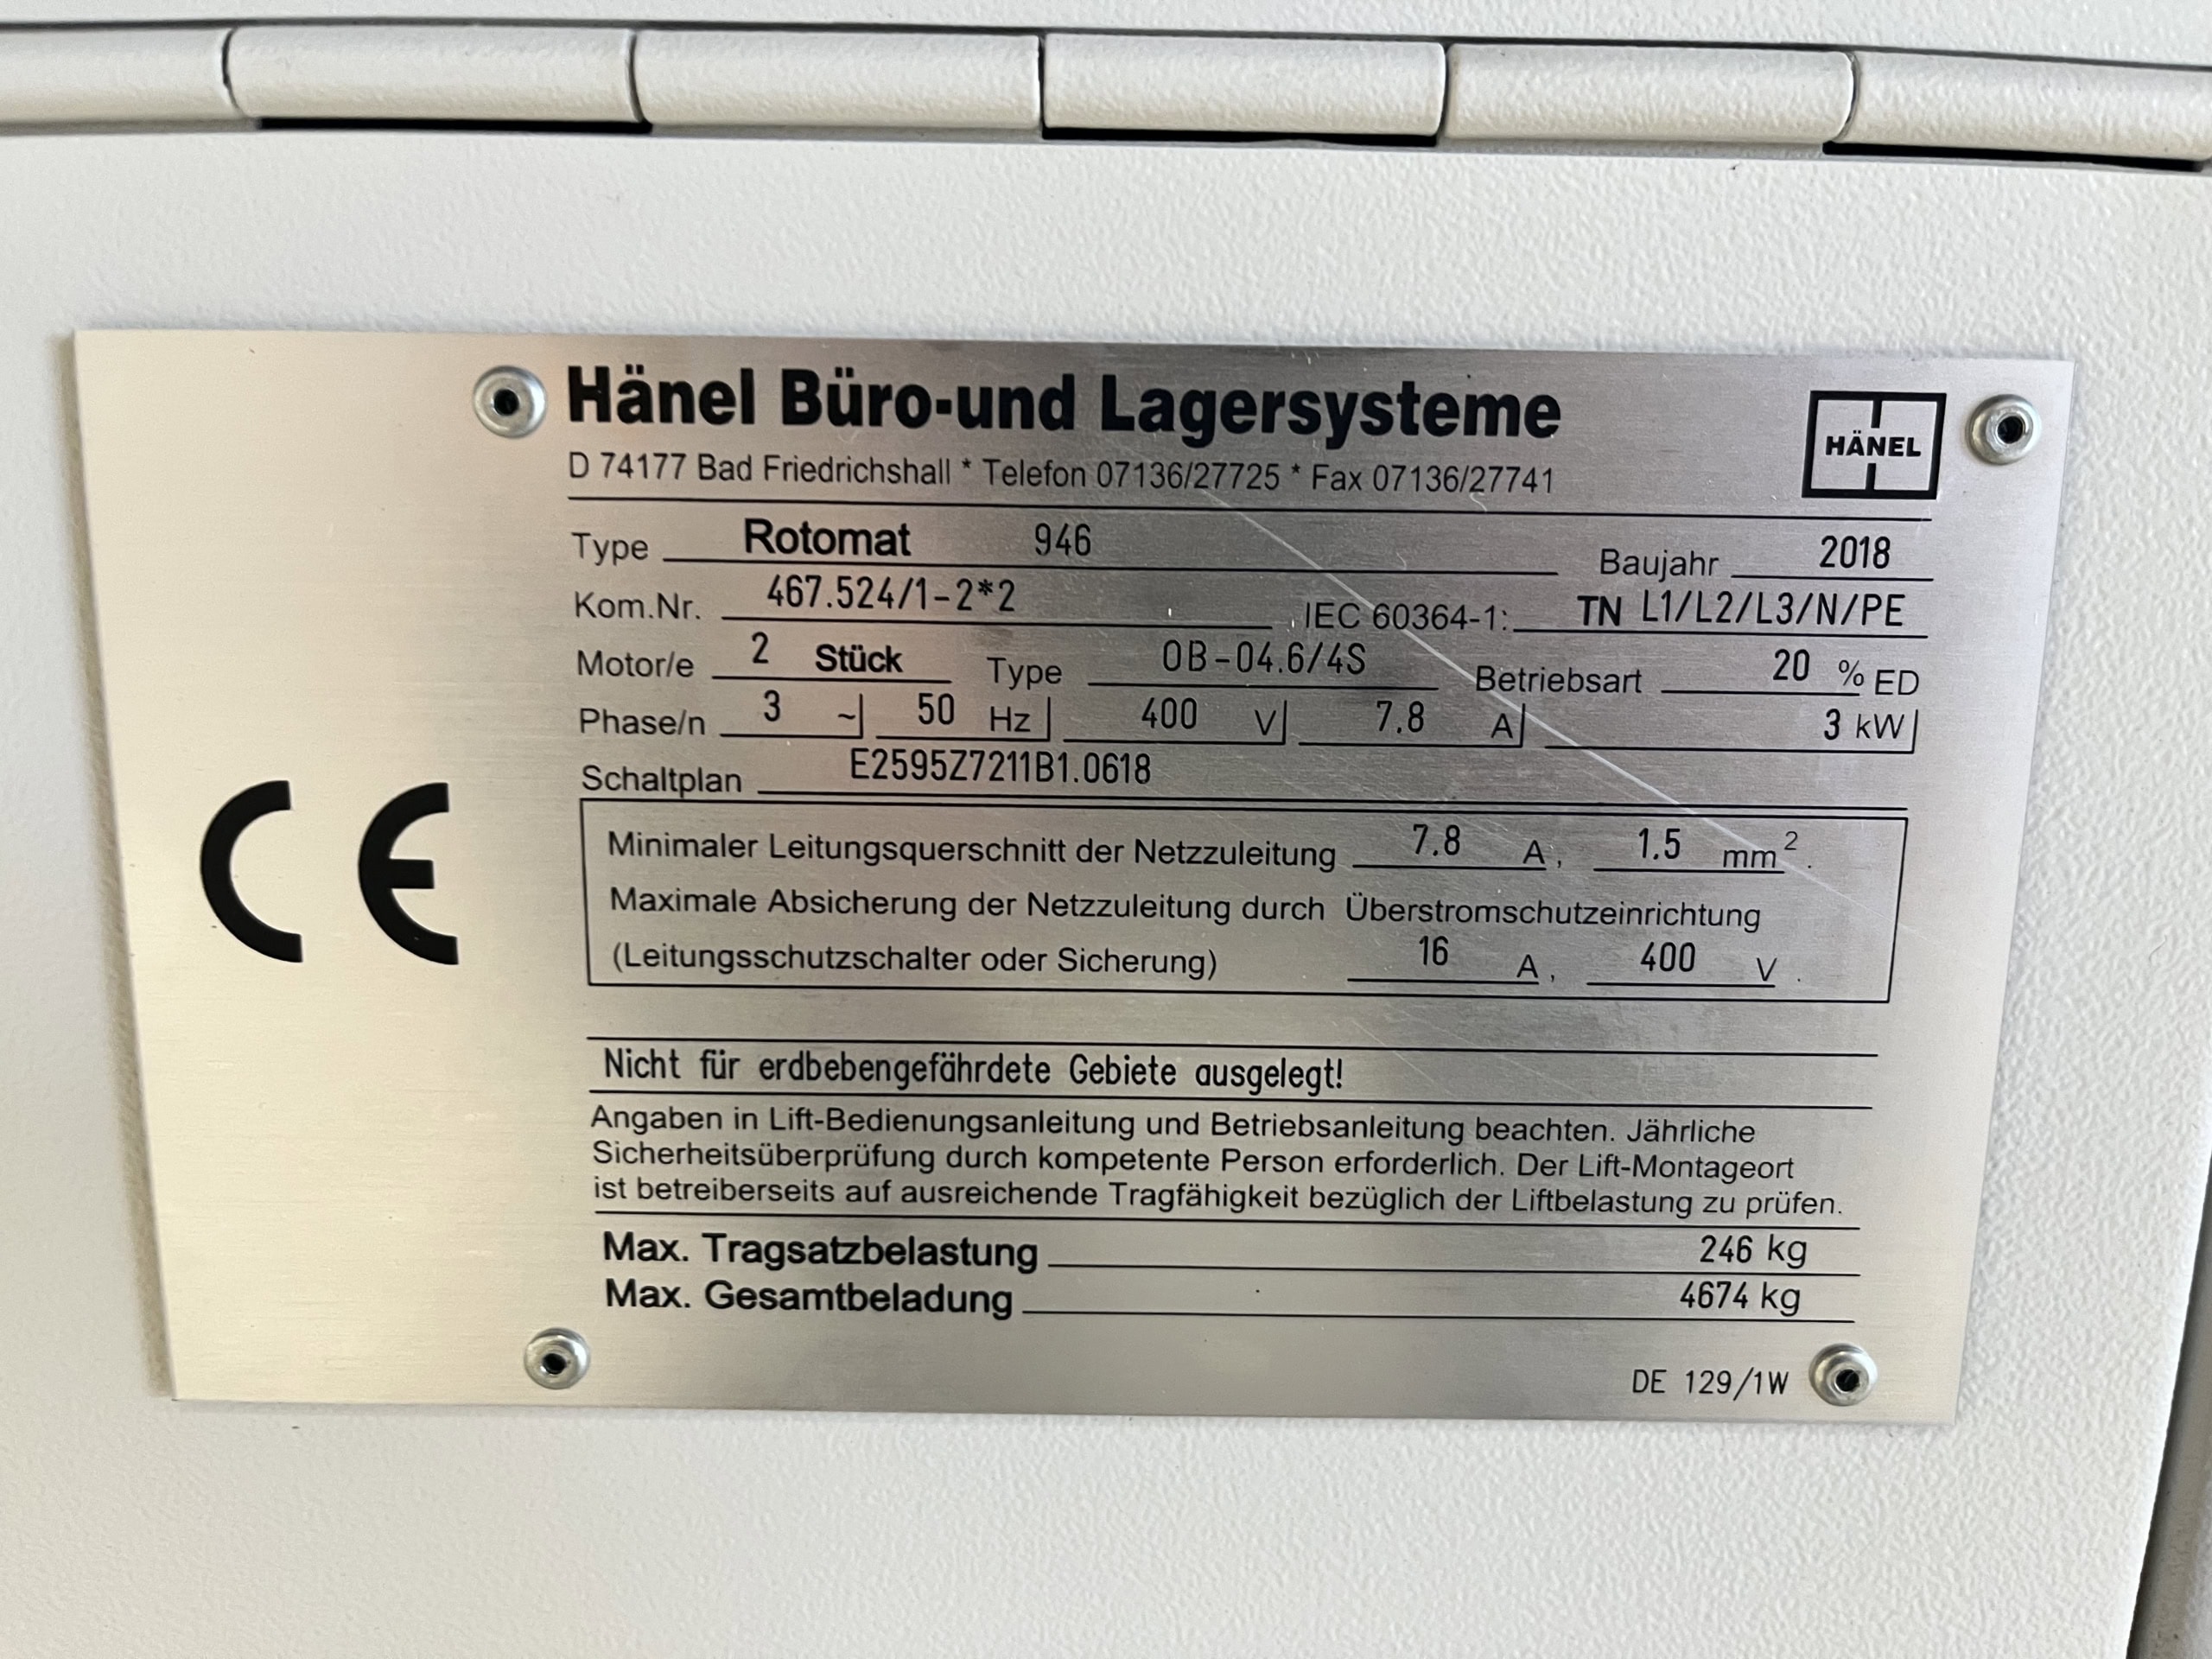 Hänel Büro-und Lagersysteme
HÄNEL
D 74177 Bad Friedrichshall * Telefon 07136/27725 * Fax 07136/27741
Type Rotomat 946 Baujahr 2018
Kom.Nr. 467.524/1-2*2 IEC 60364-1: TN L1/L2/L3/N/PE
Motor/e 2 Stück Type OB-04.6/4S Betriebsart 20 % ED
Phase/n 3 ~ 50 Hz 400 V 7.8 A 3 kW
Schaltplan E2595Z7211B1.0618
CE
Minimaler Leitungsquerschnitt der Netzzuleitung 7.8 A, 1.5 mm².
Maximale Absicherung der Netzzuleitung durch Überstromschutzeinrichtung
(Leitungsschutzschalter oder Sicherung) 16 A, 400 V.
Nicht für erdbebengefährdete Gebiete ausgelegt!
Angaben in Lift-Bedienungsanleitung und Betriebsanleitung beachten. Jährliche
Sicherheitsüberprüfung durch kompetente Person erforderlich. Der Lift-Montageort
ist betreiberseits auf ausreichende Tragfähigkeit bezüglich der Liftbelastung zu prüfen.
Max. Tragsatzbelastung 246 kg
Max. Gesamtbeladung 4674 kg
DE 129/1W